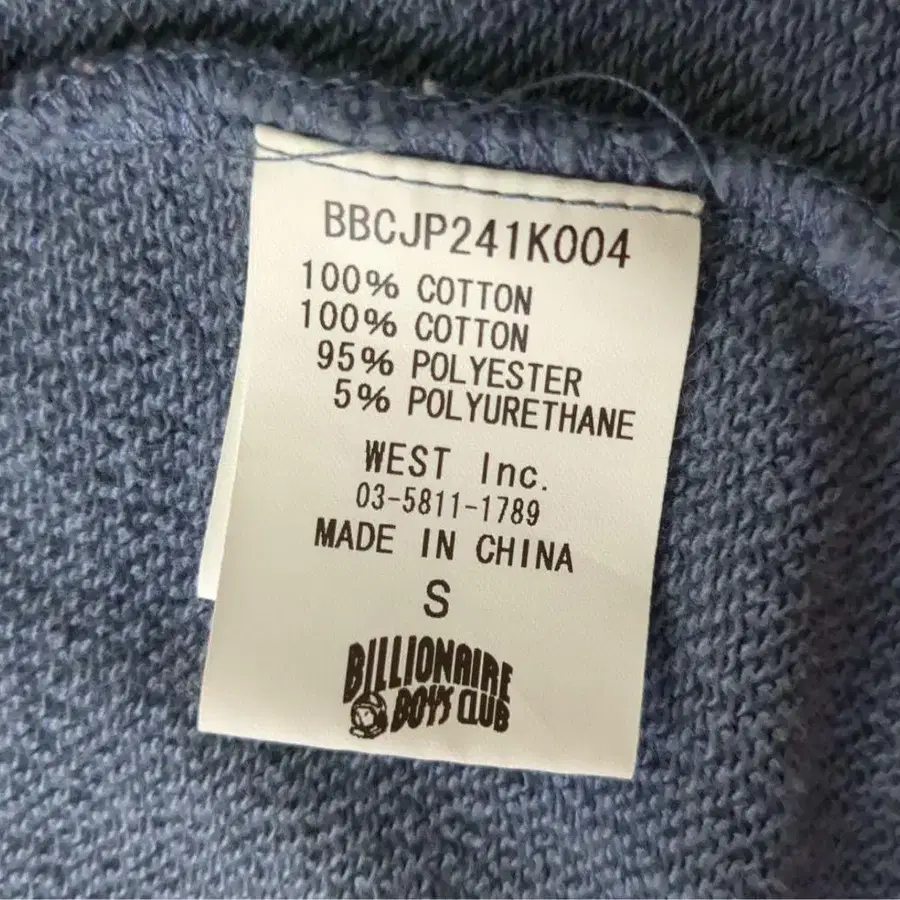 BBCJP241K004
100% COTTON
100% COTTON
95% POLYESTER
5% POLYURETHANE
WEST Inc.
03-5811-1789
MADE IN CHINA
S
BILLIONAIRE
BOYS CLUB